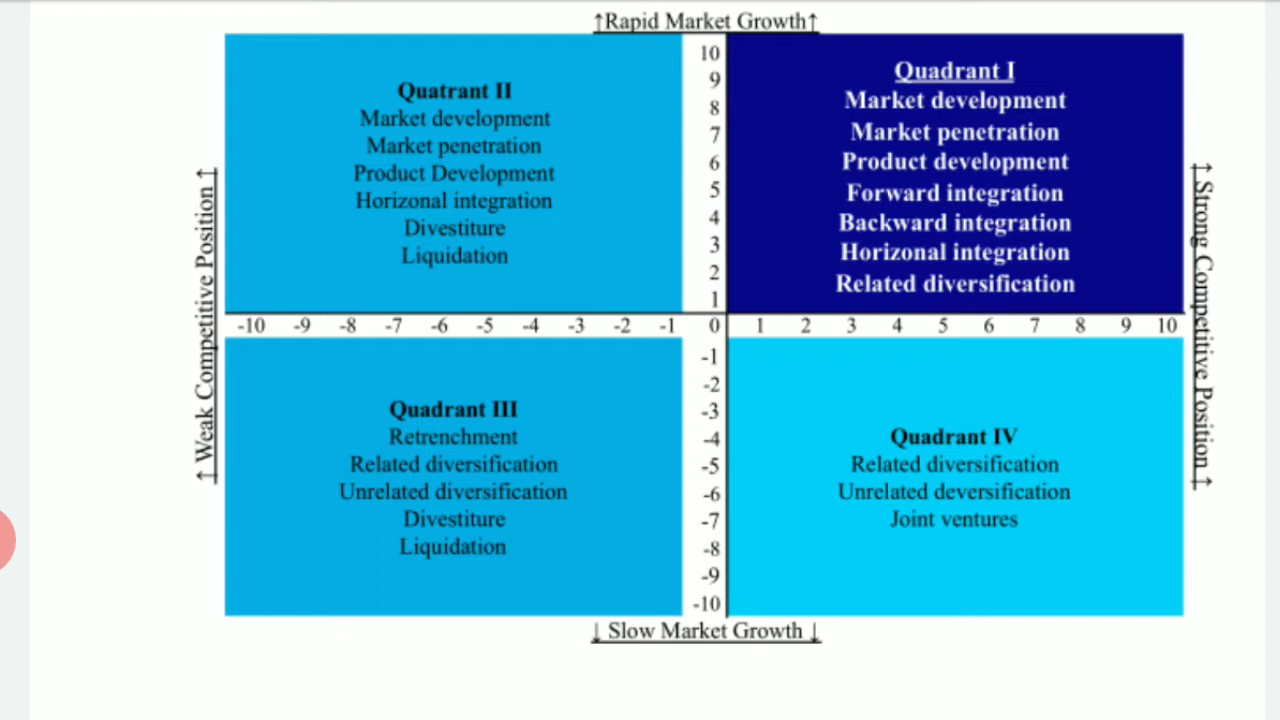 ↑Rapid Market Growth↑
Quatrant II
Market development
Market penetration
Product Development
Horizonal integration
Divestiture
Liquidation
10
9
8
7
6
5
4
3
2
1
Quadrant I
Market development
Market penetration
Product development
Forward integration
Backward integration
Horizonal integration
Related diversification
↑ Weak Competitive Position ↑
↑ Strong Competitive Position ↑
-10 -9 -8 -7 -6 -5 -4 -3 -2 -1 0 1 2 3 4 5 6 7 8 9 10
Quadrant III
Retrenchment
Related diversification
Unrelated diversification
Divestiture
Liquidation
-1
-2
-3
-4
-5
-6
-7
-8
-9
-10
Quadrant IV
Related diversification
Unrelated deversification
Joint ventures
↓ Slow Market Growth ↓